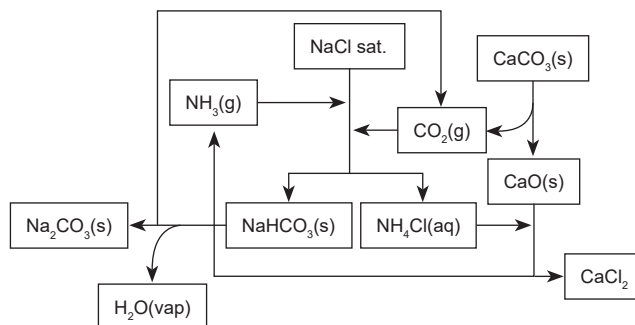 NaCl sat.
CaCO₃(s)
NH₃(g)
CO₂(g)
CaO(s)
Na₂CO₃(s)
NaHCO₃(s)
NH₄Cl(aq)
CaCl₂
H₂O(vap)